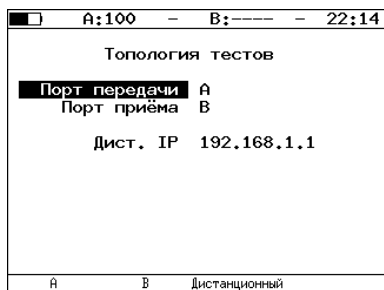 A:100 – B:---- – 22:14
Топология тестов
Порт передачи A
Порт приёма B
Дист. IP 192.168.1.1
A B Дистанционный